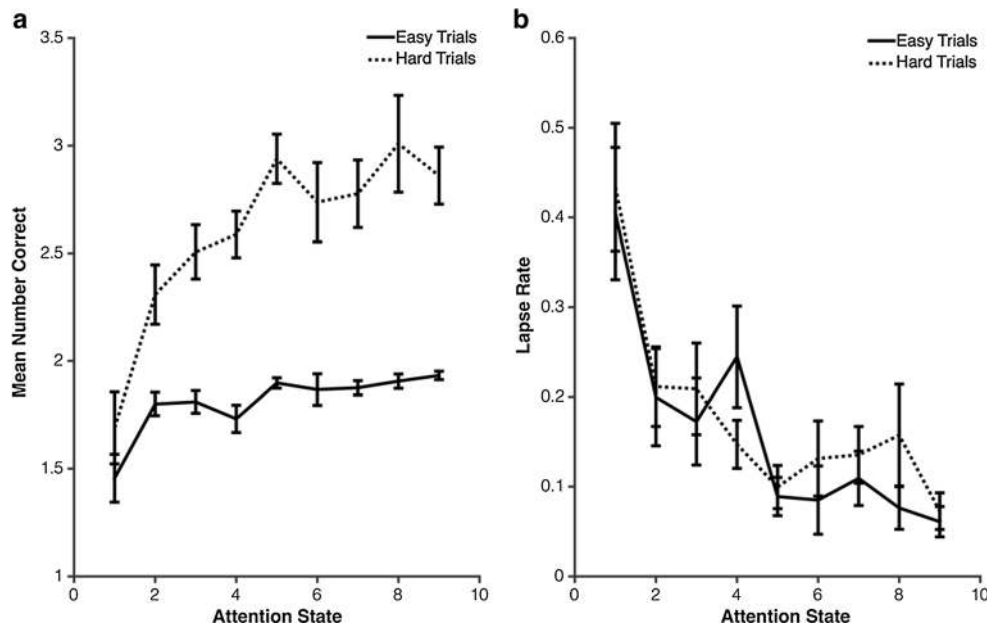 a
Easy Trials
Hard Trials
3.5
3
2.5
2
1.5
1
0
2
4
6
8
10
Mean Number Correct
Attention State
b
Easy Trials
Hard Trials
0.6
0.5
0.4
0.3
0.2
0.1
0
0
2
4
6
8
10
Lapse Rate
Attention State